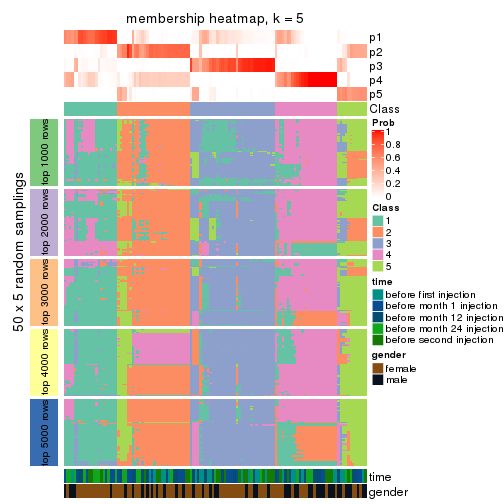 membership heatmap, k = 5
p1
p2
p3
p4
p5
Class
Prob
1
0.8
0.6
0.4
0.2
0
Class
1
2
3
4
5
time
before first injection
before month 1 injection
before month 12 injection
before month 24 injection
before second injection
gender
female
male
50 x 5 random samplings
top 1000 rows
top 2000 rows
top 3000 rows
top 4000 rows
top 5000 rows
time
gender